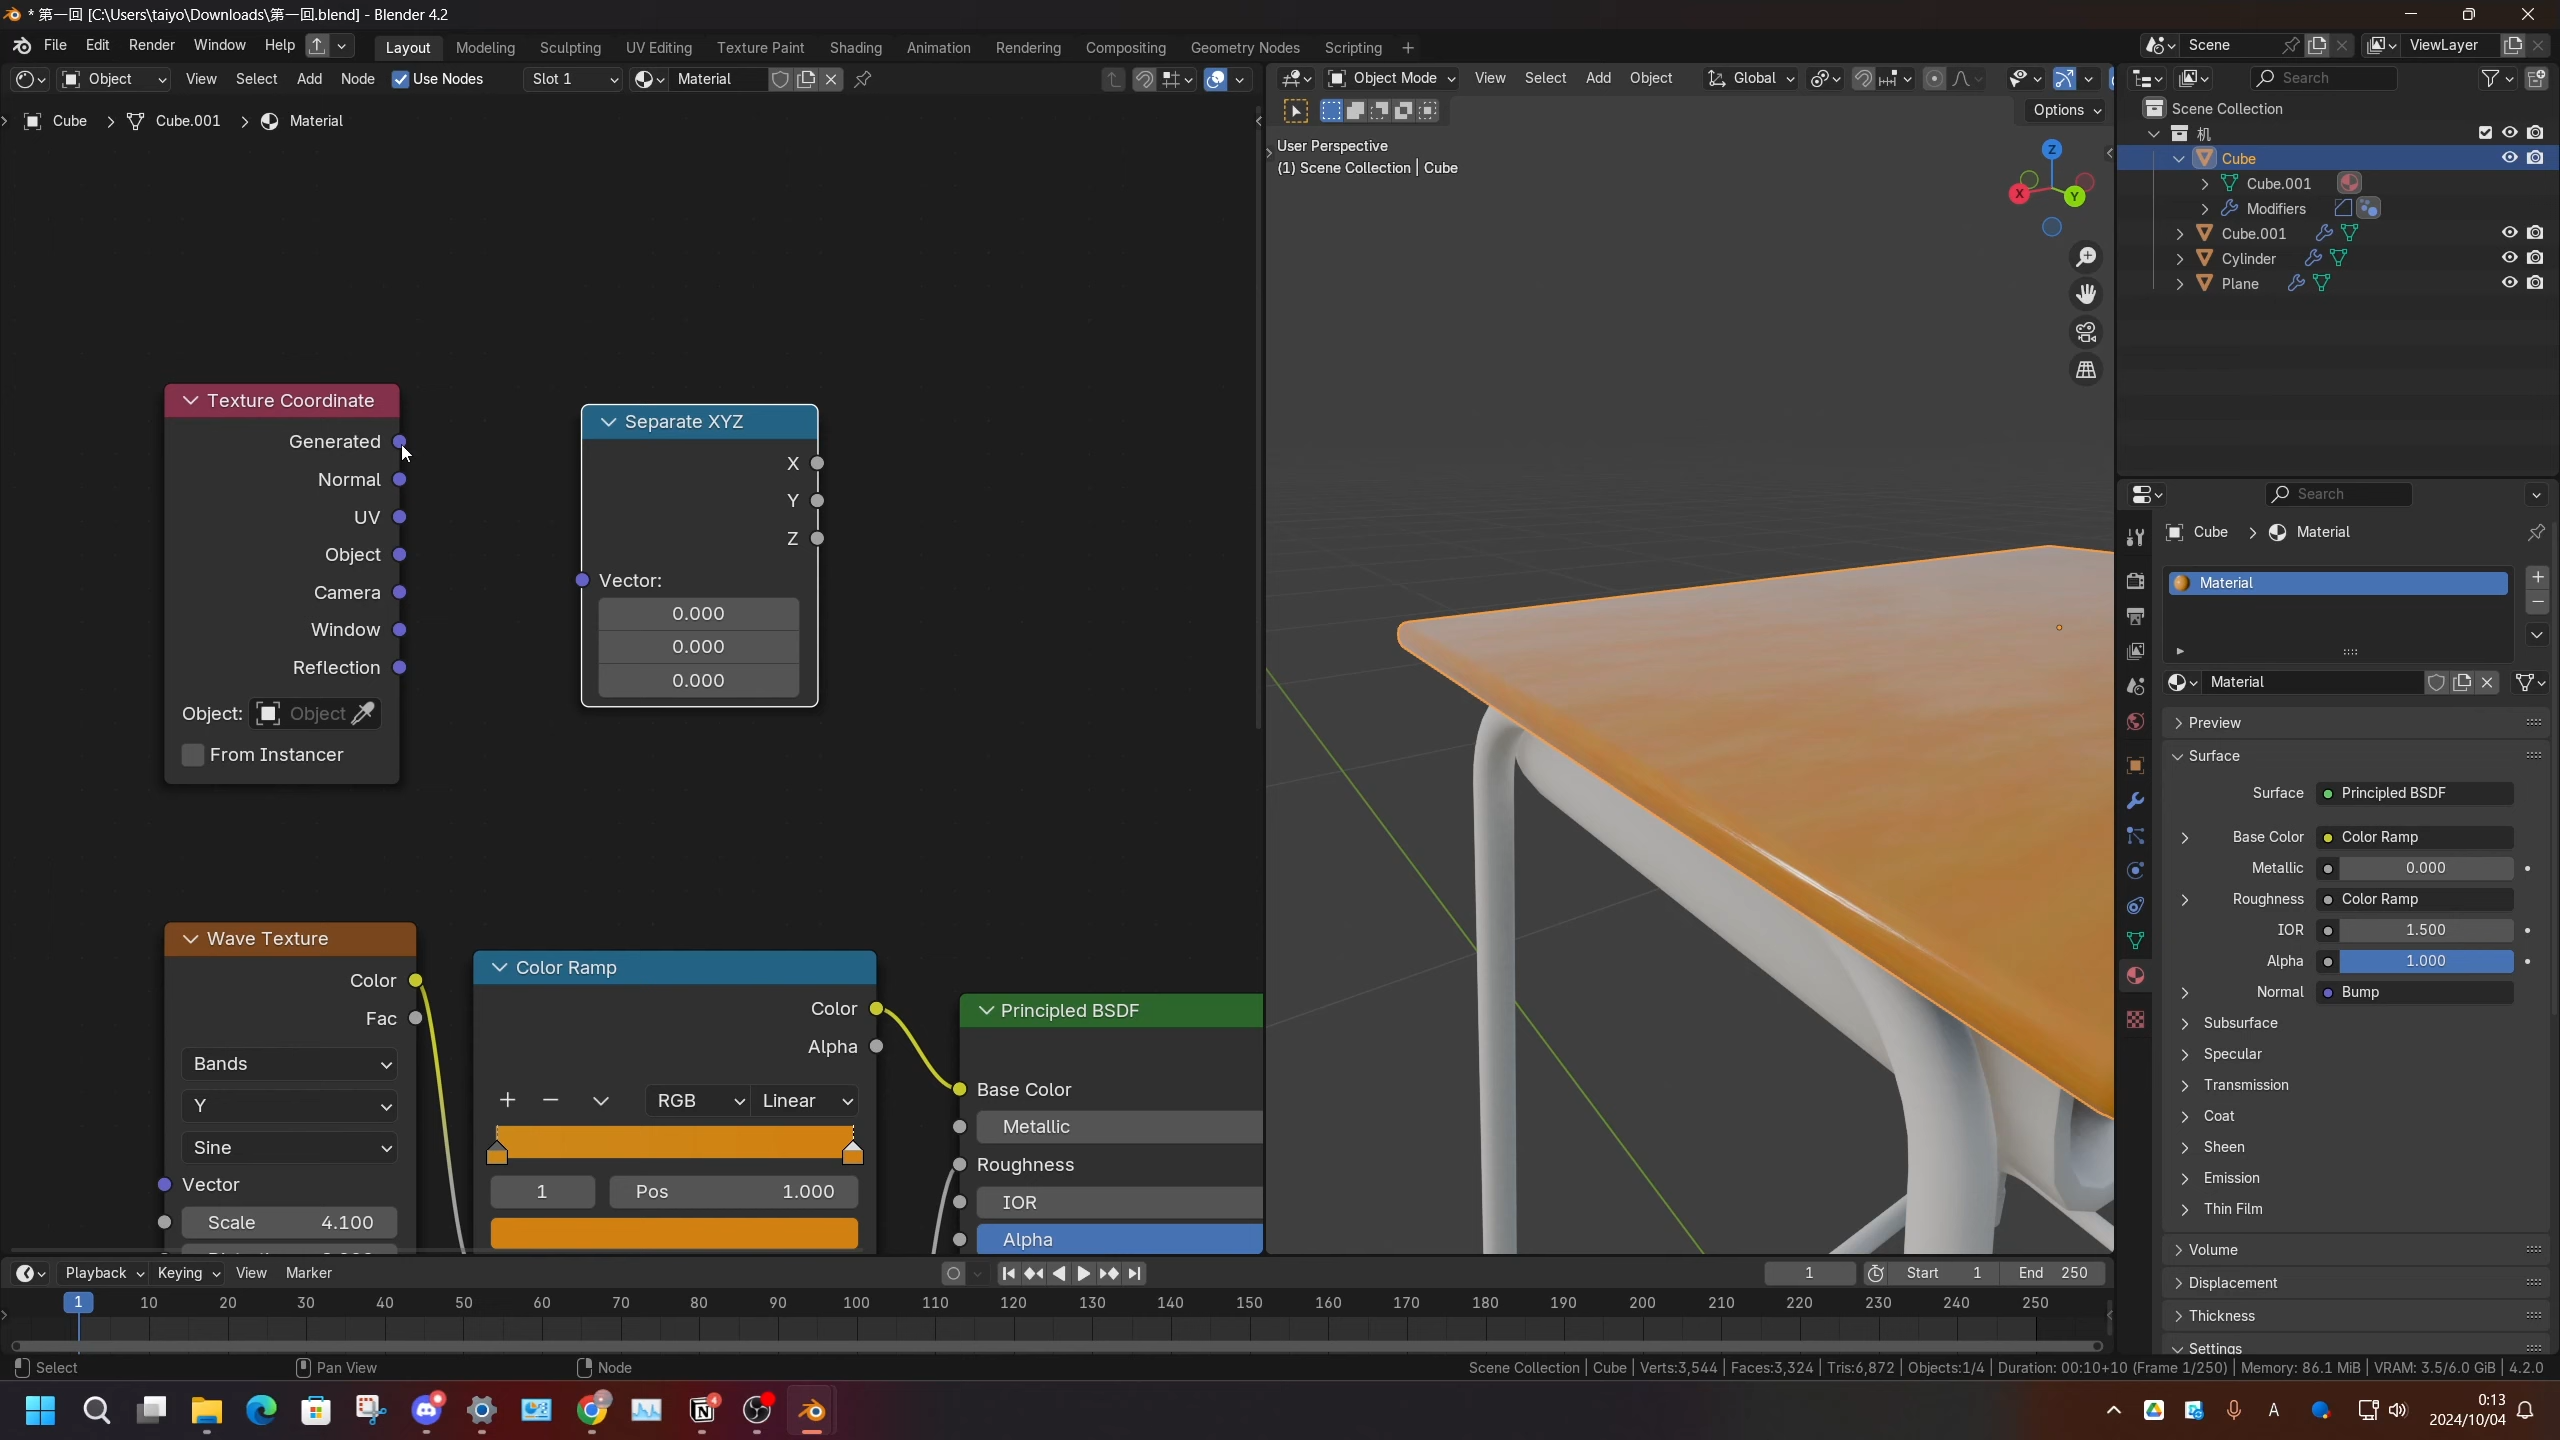 * 第一回 [C:\Users\taiyo\Downloads\第一回.blend] - Blender 4.2
File Edit Render Window Help
Layout Modeling Sculpting UV Editing Texture Paint Shading Animation Rendering Compositing Geometry Nodes Scripting +
Scene
ViewLayer
Object View Select Add Node Use Nodes Slot 1 Material
Object Mode View Select Add Object Global
Search
Options
Cube > Cube.001 > Material
User Perspective
(1) Scene Collection | Cube
Z
X
Y
Scene Collection
机
Cube
Cube.001
Modifiers
Cube.001
Cylinder
Plane
Texture Coordinate
Generated
Normal
UV
Object
Camera
Window
Reflection
Object: Object
From Instancer
Separate XYZ
X
Y
Z
Vector:
0.000
0.000
0.000
Wave Texture
Color
Fac
Bands
Y
Sine
Vector
Scale 4.100
Color Ramp
Color
Alpha
RGB Linear
1 Pos 1.000
Principled BSDF
Base Color
Metallic
Roughness
IOR
Alpha
Search
Cube > Material
Material
Material
Preview
Surface
Surface Principled BSDF
Base Color Color Ramp
Metallic 0.000
Roughness Color Ramp
IOR 1.500
Alpha 1.000
Normal Bump
Subsurface
Specular
Transmission
Coat
Sheen
Emission
Thin Film
Volume
Displacement
Thickness
Settings
Playback Keying View Marker
1 Start 1 End 250
1 10 20 30 40 50 60 70 80 90 100 110 120 130 140 150 160 170 180 190 200 210 220 230 240 250
Select Pan View Node
Scene Collection | Cube | Verts:3,544 | Faces:3,324 | Tris:6,872 | Objects:1/4 | Duration: 00:10+10 (Frame 1/250) | Memory: 86.1 MiB | VRAM: 3.5/6.0 GiB | 4.2.0
4
A
0:13
2024/10/04